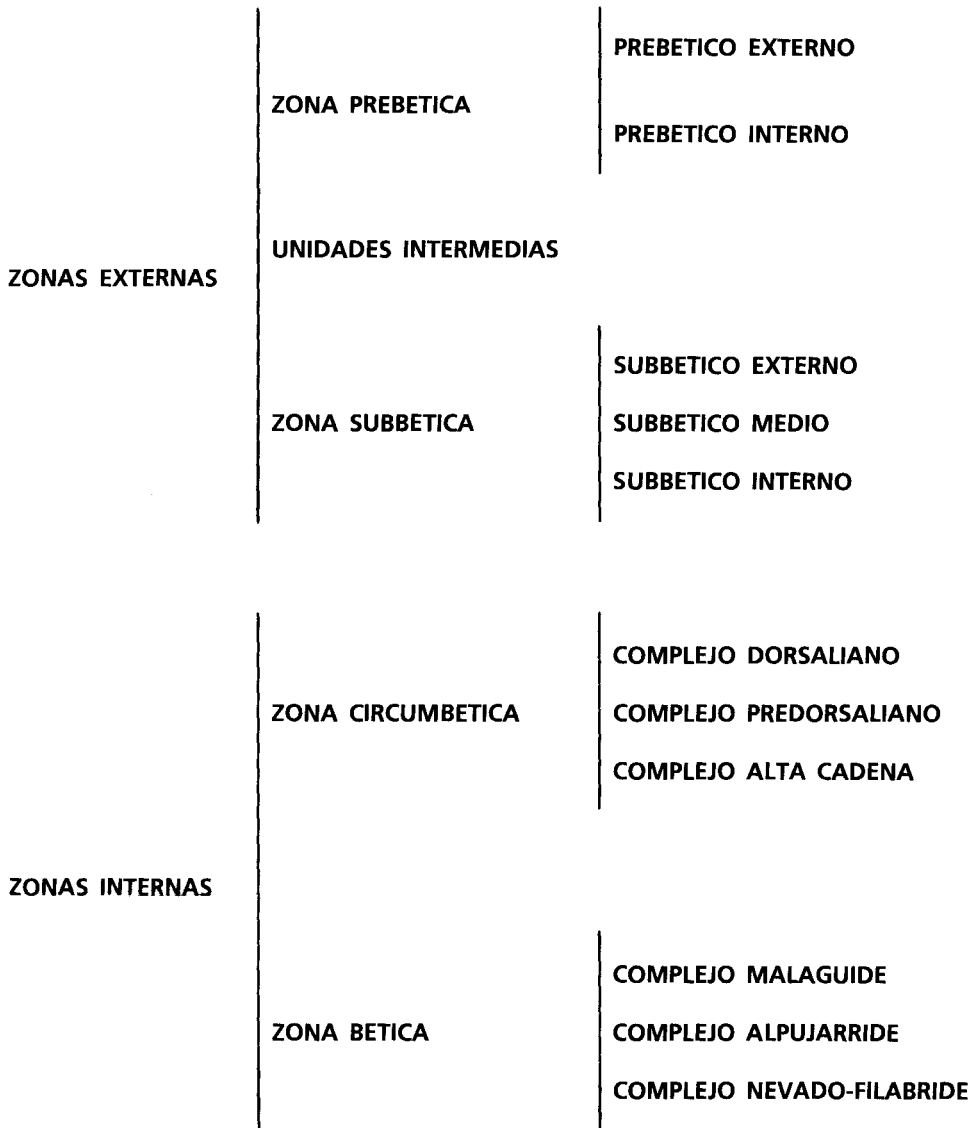 PREBETICO EXTERNO
ZONA PREBETICA
PREBETICO INTERNO
UNIDADES INTERMEDIAS
ZONAS EXTERNAS
SUBBETICO EXTERNO
ZONA SUBBETICA
SUBBETICO MEDIO
SUBBETICO INTERNO
COMPLEJO DORSALIANO
ZONA CIRCUMBETICA
COMPLEJO PREDORSALIANO
COMPLEJO ALTA CADENA
ZONAS INTERNAS
COMPLEJO MALAGUIDE
ZONA BETICA
COMPLEJO ALPUJARRIDE
COMPLEJO NEVADO-FILABRIDE